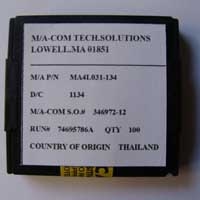 M/A-COM TECH.SOLUTIONS
LOWELL.MA 01851
M/A P/N MA4L031-134
D/C 1134
M/A-COM S.O.# 346972-12
RUN# 74695786A QTY 100
COUNTRY OF ORIGIN THAILAND